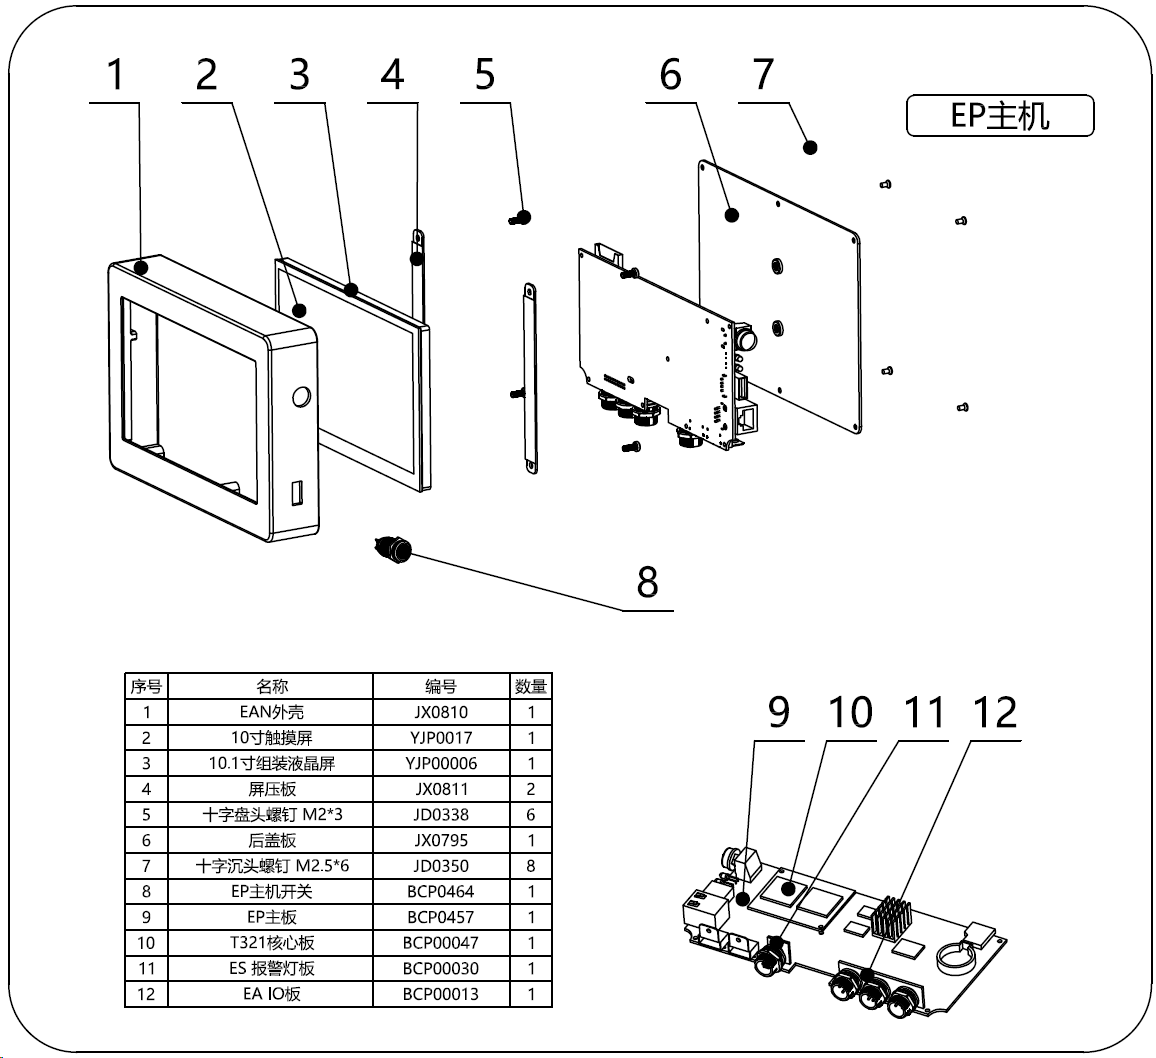 1 2 3 4 5 6 7
EP主机
8
9 10 11 12
序号 名称 编号 数量
1 EAN外壳 JX0810 1
2 10寸触摸屏 YJP0017 1
3 10.1寸组装液晶屏 YJP00006 1
4 屏压板 JX0811 2
5 十字盘头螺钉 M2*3 JD0338 6
6 后盖板 JX0795 1
7 十字沉头螺钉 M2.5*6 JD0350 8
8 EP主机开关 BCP0464 1
9 EP主板 BCP0457 1
10 T321核心板 BCP00047 1
11 ES 报警灯板 BCP00030 1
12 EA IO板 BCP00013 1